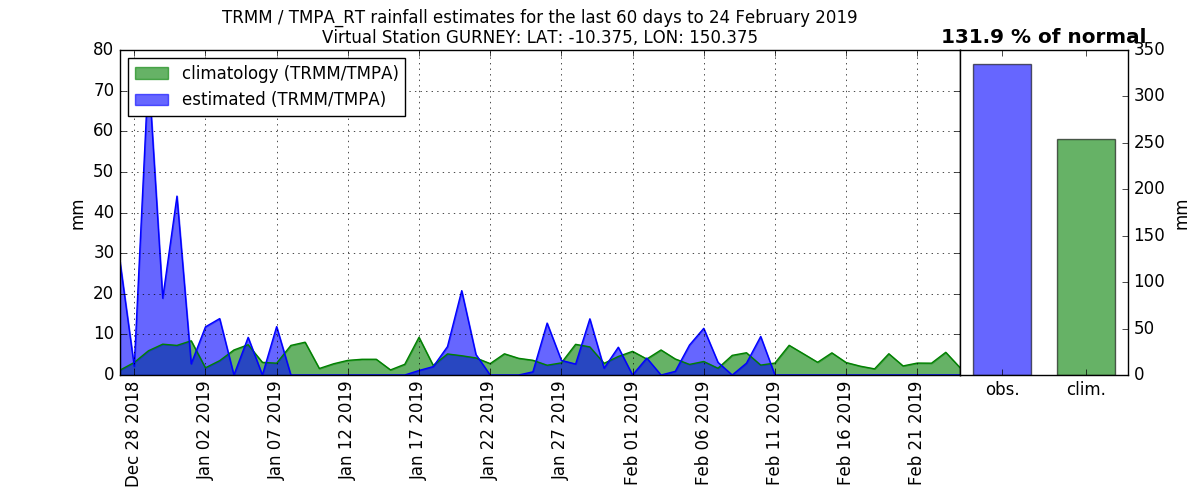 TRMM / TMPA_RT rainfall estimates for the last 60 days to 24 February 2019
Virtual Station GURNEY: LAT: -10.375, LON: 150.375
131.9 % of normal
climatology (TRMM/TMPA)
estimated (TRMM/TMPA)
80
70
60
50
40
30
20
10
0
mm
350
300
250
200
150
100
50
0
mm
Dec 28 2018
Jan 02 2019
Jan 07 2019
Jan 12 2019
Jan 17 2019
Jan 22 2019
Jan 27 2019
Feb 01 2019
Feb 06 2019
Feb 11 2019
Feb 16 2019
Feb 21 2019
obs.
clim.